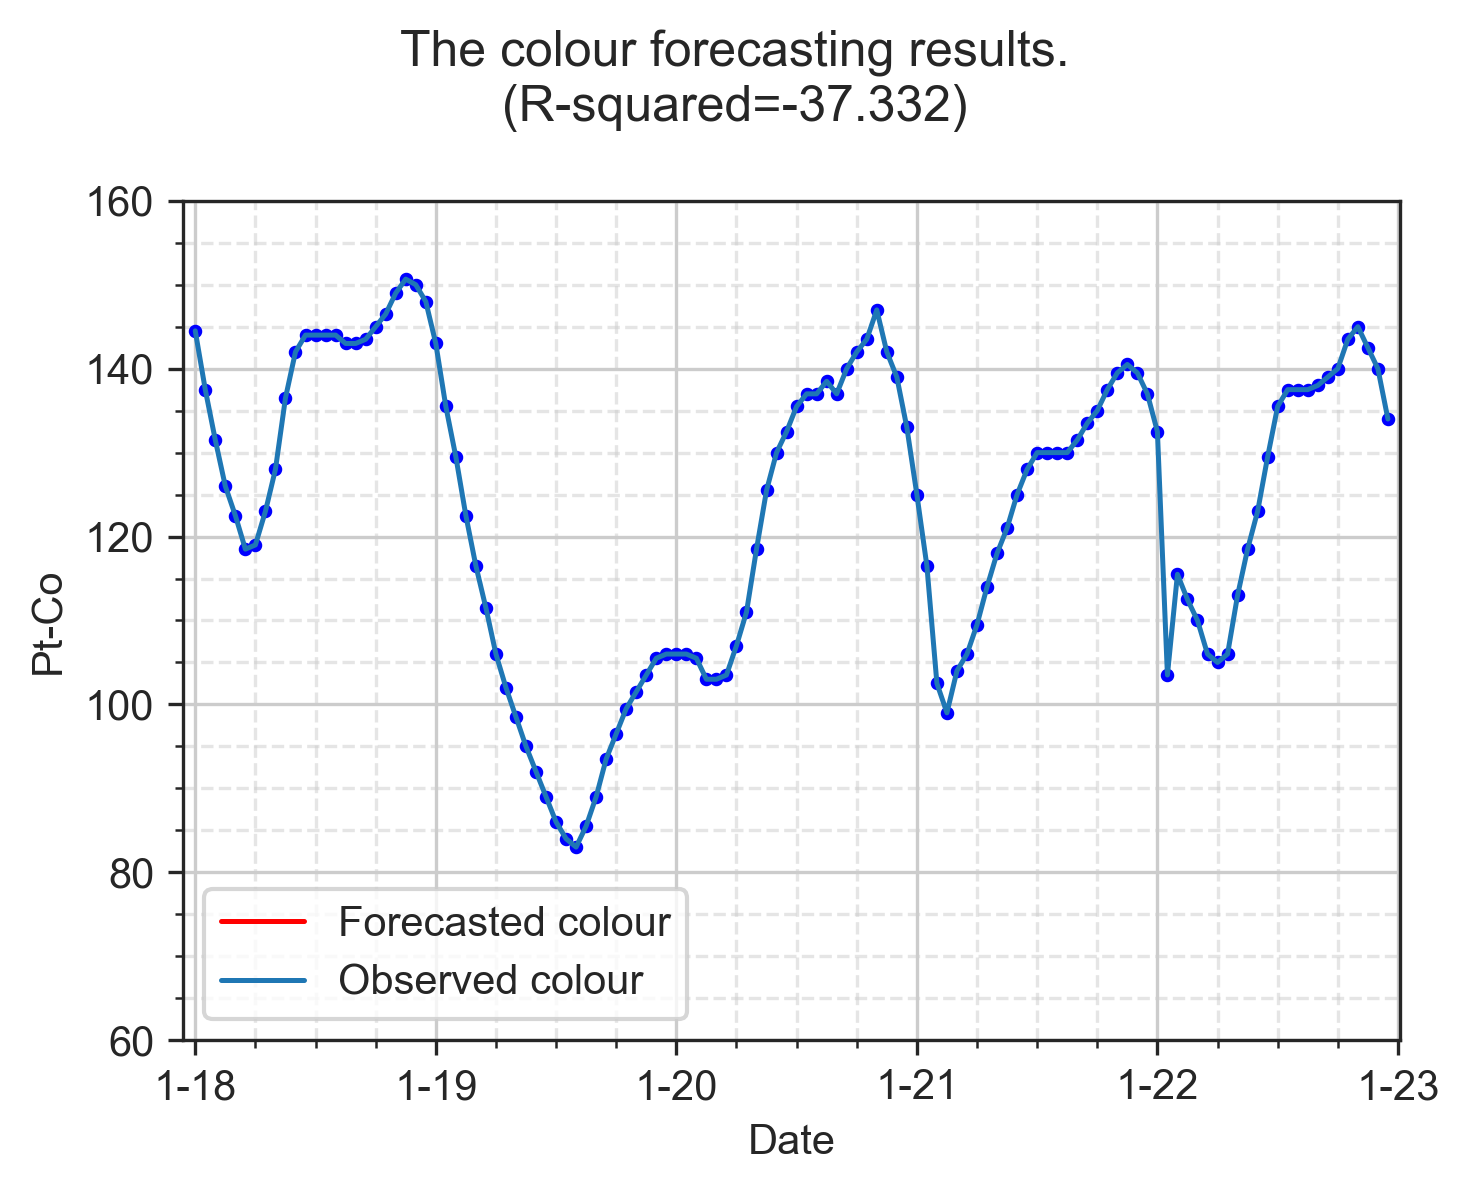 The colour forecasting results.
(R-squared=-37.332)
160
140
120
100
80
60
Pt-Co
Forecasted colour
Observed colour
1-18 1-19 1-20 1-21 1-22 1-23
Date